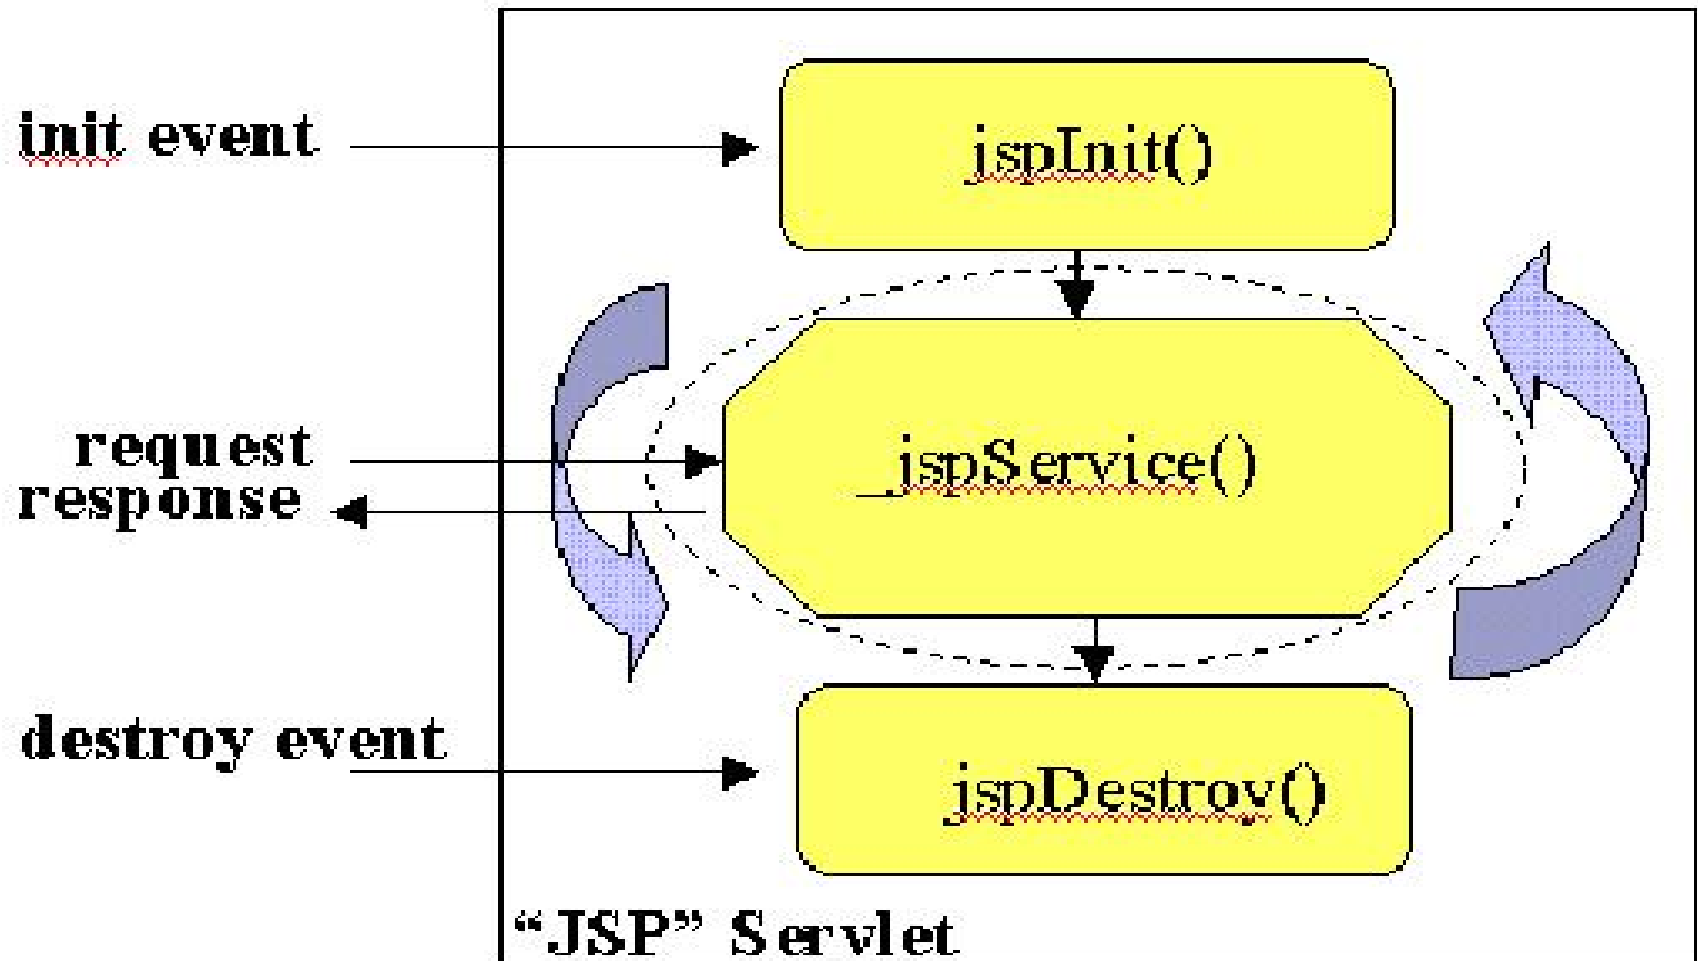 init event
jspInit()
request
_jspService()
response
destroy event
jspDestroy()
“JSP” Servlet